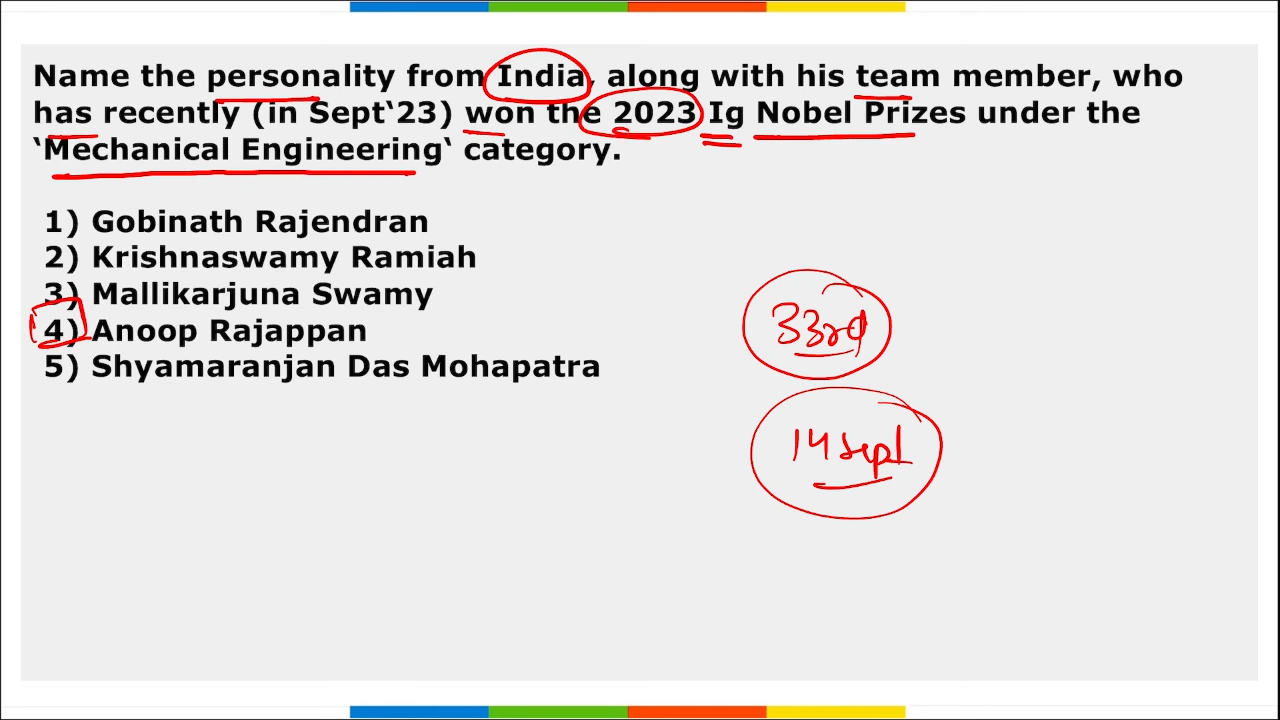 Name the personality from India, along with his team member, who
has recently (in Sept‘23) won the 2023 Ig Nobel Prizes under the
‘Mechanical Engineering‘ category.
1) Gobinath Rajendran
2) Krishnaswamy Ramiah
3) Mallikarjuna Swamy
4) Anoop Rajappan
5) Shyamaranjan Das Mohapatra
33rd
14 sept